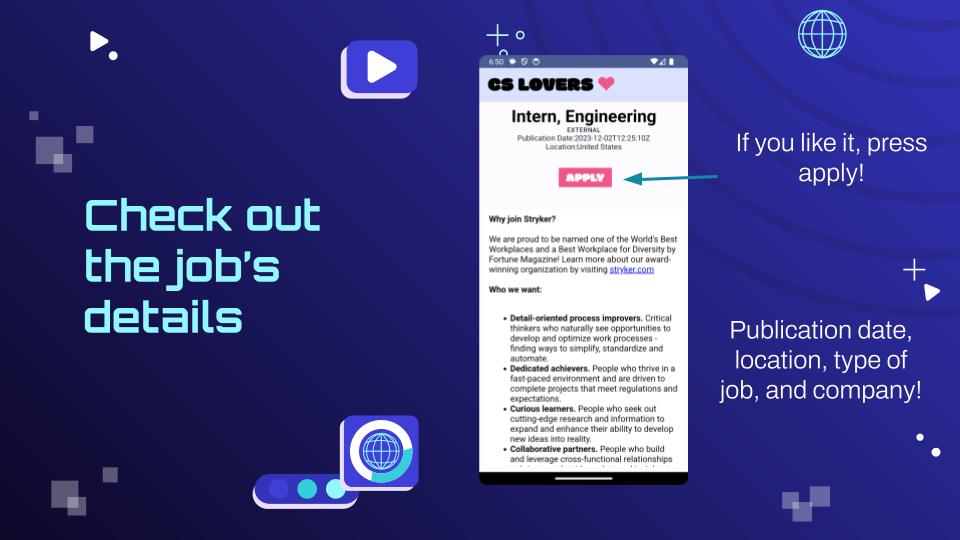 Check out
the job's
details
6:50
CS LOVERS
Intern, Engineering
EXTERNAL
Publication Date:2023-12-02T12:25:10Z
Location:United States
APPLY
Why join Stryker?
We are proud to be named one of the World's Best
Workplaces and a Best Workplace for Diversity by
Fortune Magazine! Learn more about our award-
winning organization by visiting stryker.com
Who we want:
• Detail-oriented process improvers. Critical
thinkers who naturally see opportunities to
develop and optimize work processes -
finding ways to simplify, standardize and
automate.
• Dedicated achievers. People who thrive in a
fast-paced environment and are driven to
complete projects that meet regulations and
expectations.
• Curious learners. People who seek out
cutting-edge research and information to
expand and enhance their ability to develop
new ideas into reality.
• Collaborative partners. People who build
and leverage cross-functional relationships
If you like it, press
apply!
Publication date,
location, type of
job, and company!